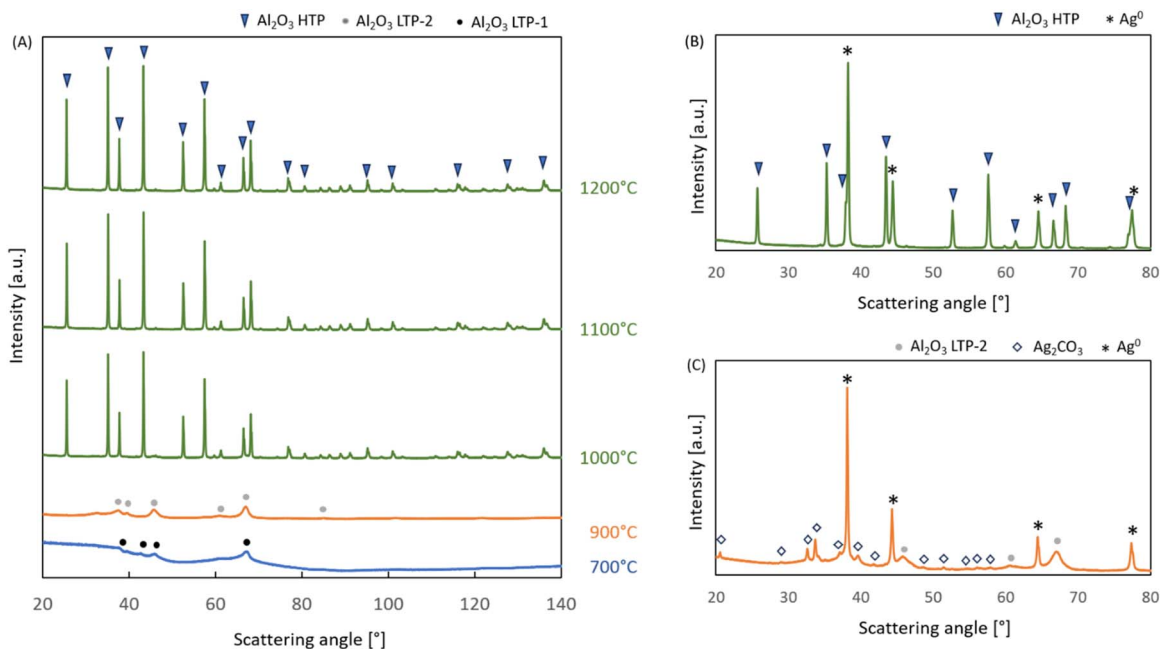 (A)
Al₂O₃ HTP Al₂O₃ LTP-2 Al₂O₃ LTP-1
Intensity [a.u.]
1200°C
1100°C
1000°C
900°C
700°C
20 40 60 80 100 120 140
Scattering angle [°]
(B)
Al₂O₃ HTP * Ag⁰
Intensity [a.u.]
* * * *
20 30 40 50 60 70 80
Scattering angle [°]
(C)
Al₂O₃ LTP-2 Ag₂CO₃ * Ag⁰
Intensity [a.u.]
* * * *
20 30 40 50 60 70 80
Scattering angle [°]